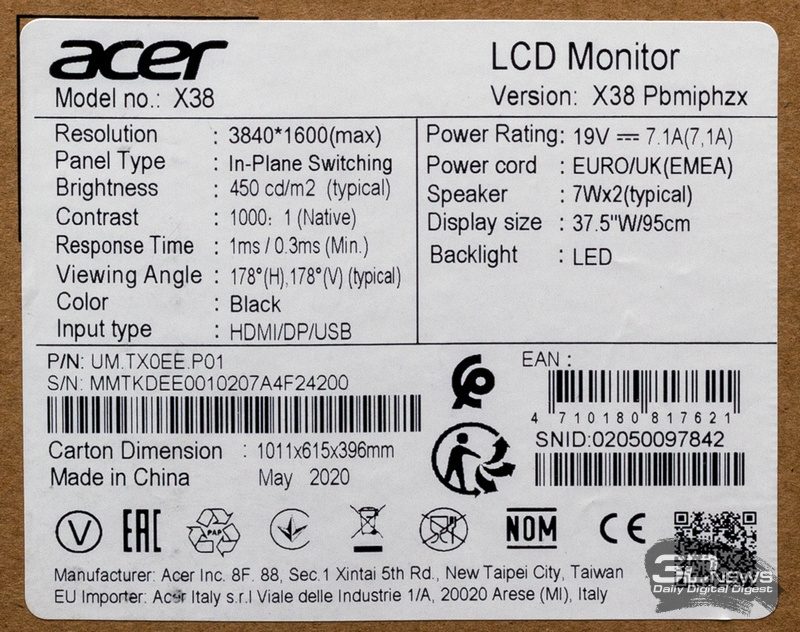 acer
LCD Monitor
Model no.: X38
Version: X38 Pbmiphzx
Resolution : 3840*1600(max)
Panel Type : In-Plane Switching
Brightness : 450 cd/m2 (typical)
Contrast : 1000: 1 (Native)
Response Time : 1ms / 0.3ms (Min.)
Viewing Angle : 178°(H),178°(V) (typical)
Color : Black
Input type : HDMI/DP/USB
Power Rating: 19V ⎓ 7.1A(7,1A)
Power cord : EURO/UK(EMEA)
Speaker : 7Wx2(typical)
Display size : 37.5"W/95cm
Backlight : LED
P/N: UM.TX0EE.P01
S/N: MMTKDEE0010207A4F24200
EAN :
4 710180 817621
SNID:02050097842
Carton Dimension : 1011x615x396mm
Made in China May 2020
V EAC PAP NOM CE
Manufacturer: Acer Inc. 8F. 88, Sec.1 Xintai 5th Rd., New Taipei City, Taiwan
EU Importer: Acer Italy s.r.l Viale delle Industrie 1/A, 20020 Arese (MI), Italy
3DNEWS
Daily Digital Digest